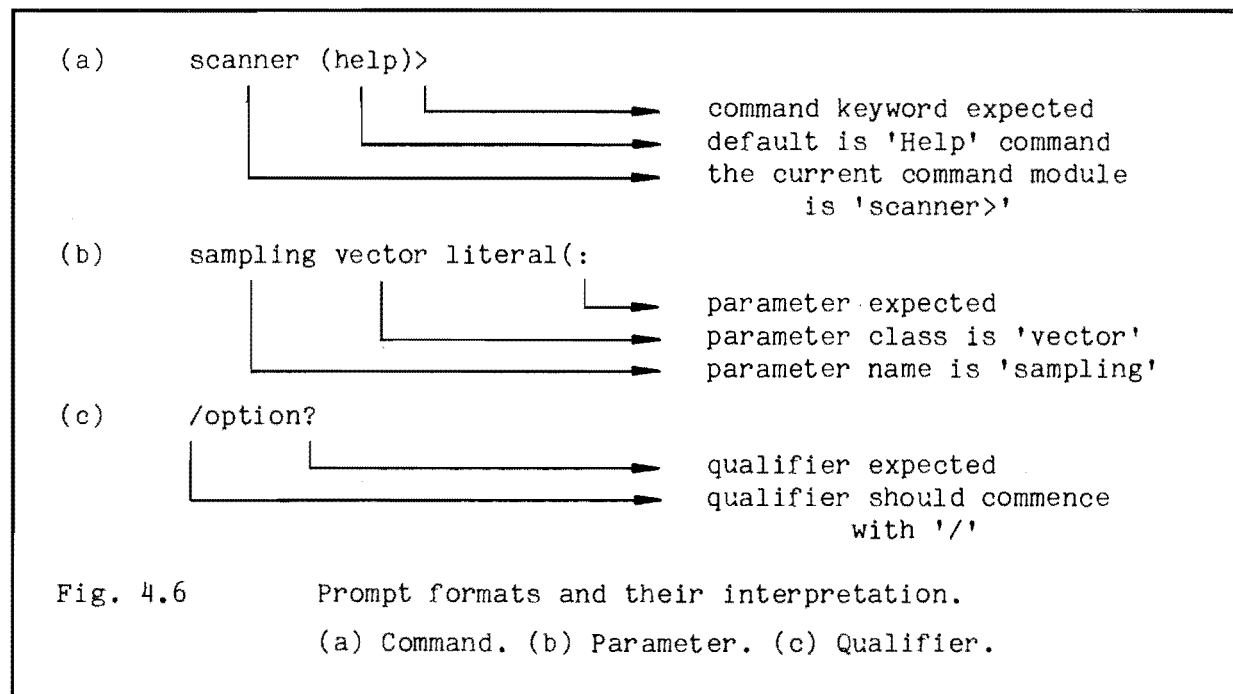 (a) scanner (help)>
command keyword expected
default is 'Help' command
the current command module
is 'scanner>'
(b) sampling vector literal(:
parameter expected
parameter class is 'vector'
parameter name is 'sampling'
(c) /option?
qualifier expected
qualifier should commence
with '/'
Fig. 4.6 Prompt formats and their interpretation.
(a) Command. (b) Parameter. (c) Qualifier.